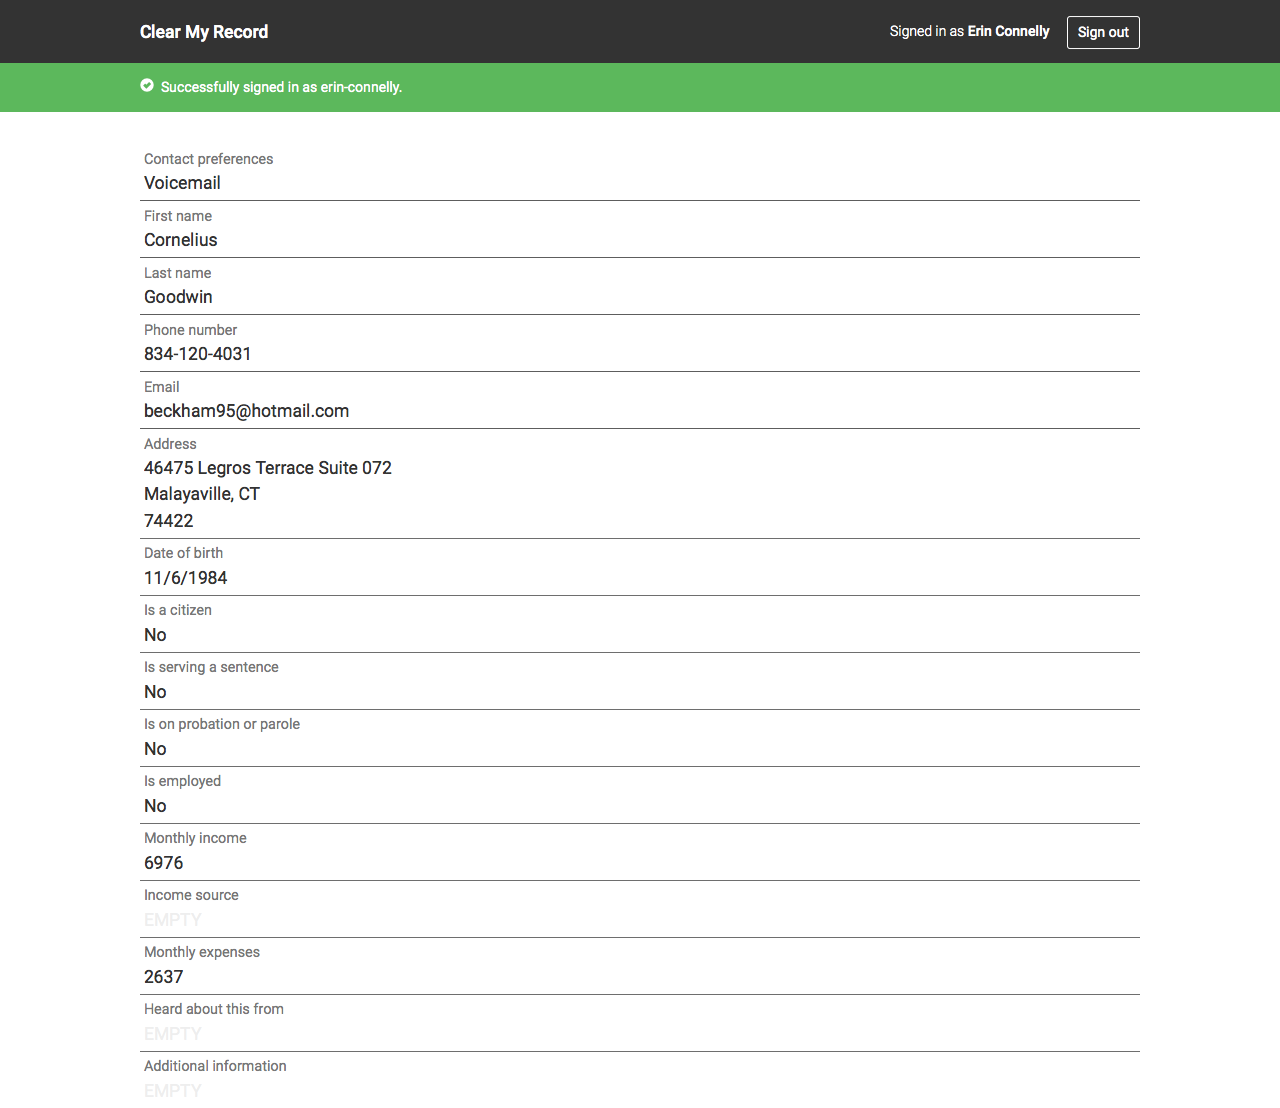 Clear My Record
Signed in as Erin Connelly
Sign out
Successfully signed in as erin-connelly.
Contact preferences
Voicemail
First name
Cornelius
Last name
Goodwin
Phone number
834-120-4031
Email
beckham95@hotmail.com
Address
46475 Legros Terrace Suite 072
Malayaville, CT
74422
Date of birth
11/6/1984
Is a citizen
No
Is serving a sentence
No
Is on probation or parole
No
Is employed
No
Monthly income
6976
Income source
EMPTY
Monthly expenses
2637
Heard about this from
EMPTY
Additional information
EMPTY